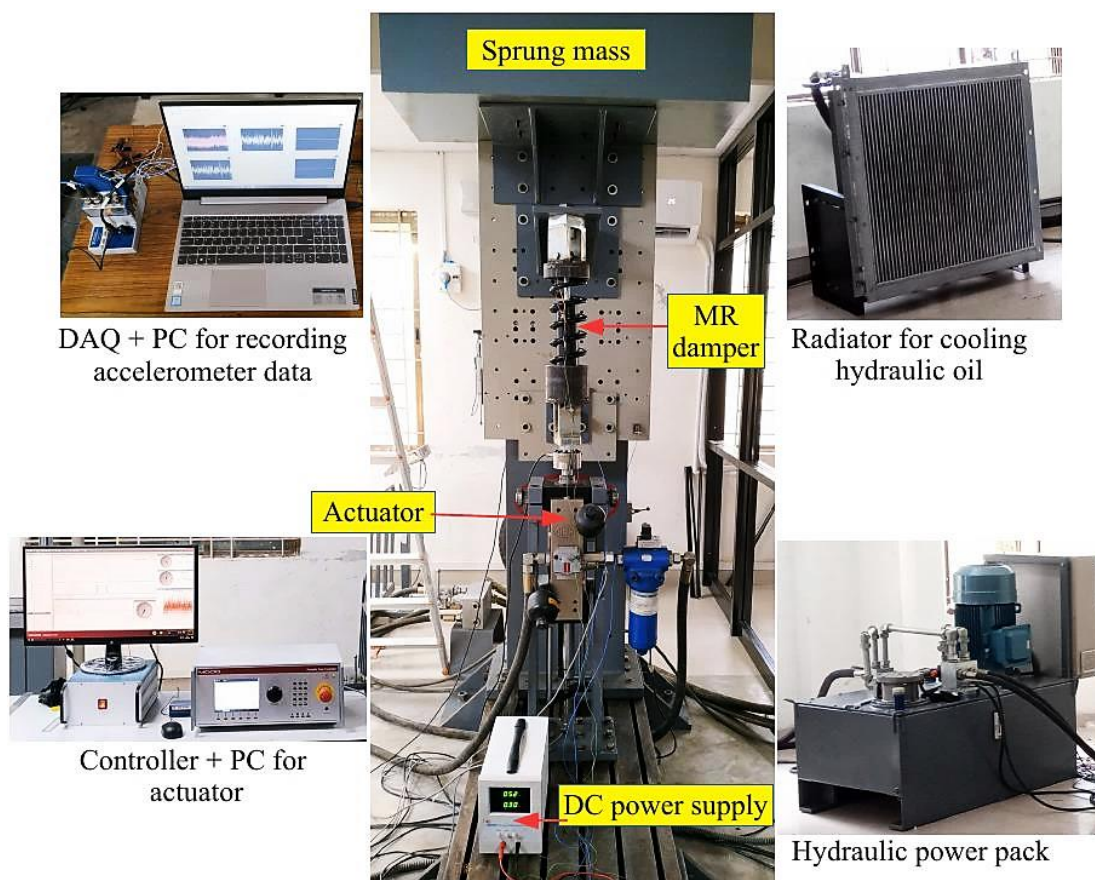 Sprung mass
DAQ + PC for recording
accelerometer data
MR
damper
Radiator for cooling
hydraulic oil
Actuator
MOOG
Controller + PC for
actuator
DC power supply
Hydraulic power pack